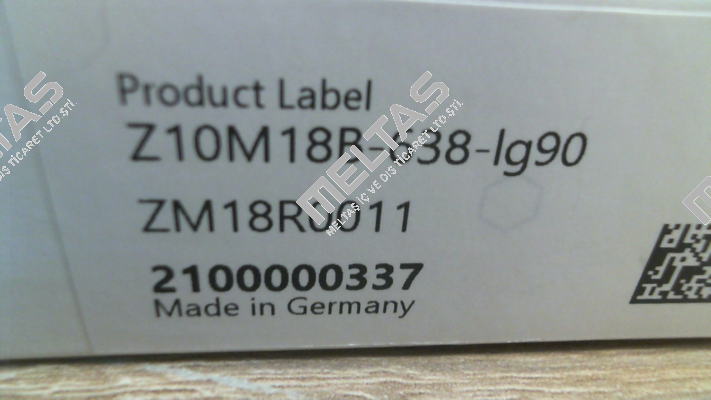 Product Label
Z10M18B-F38-lg90
ZM18R0011
2100000337
Made in Germany
MELTAS
MELTAS İÇ VE DIŞ TİCARET LTD.ŞTİ.